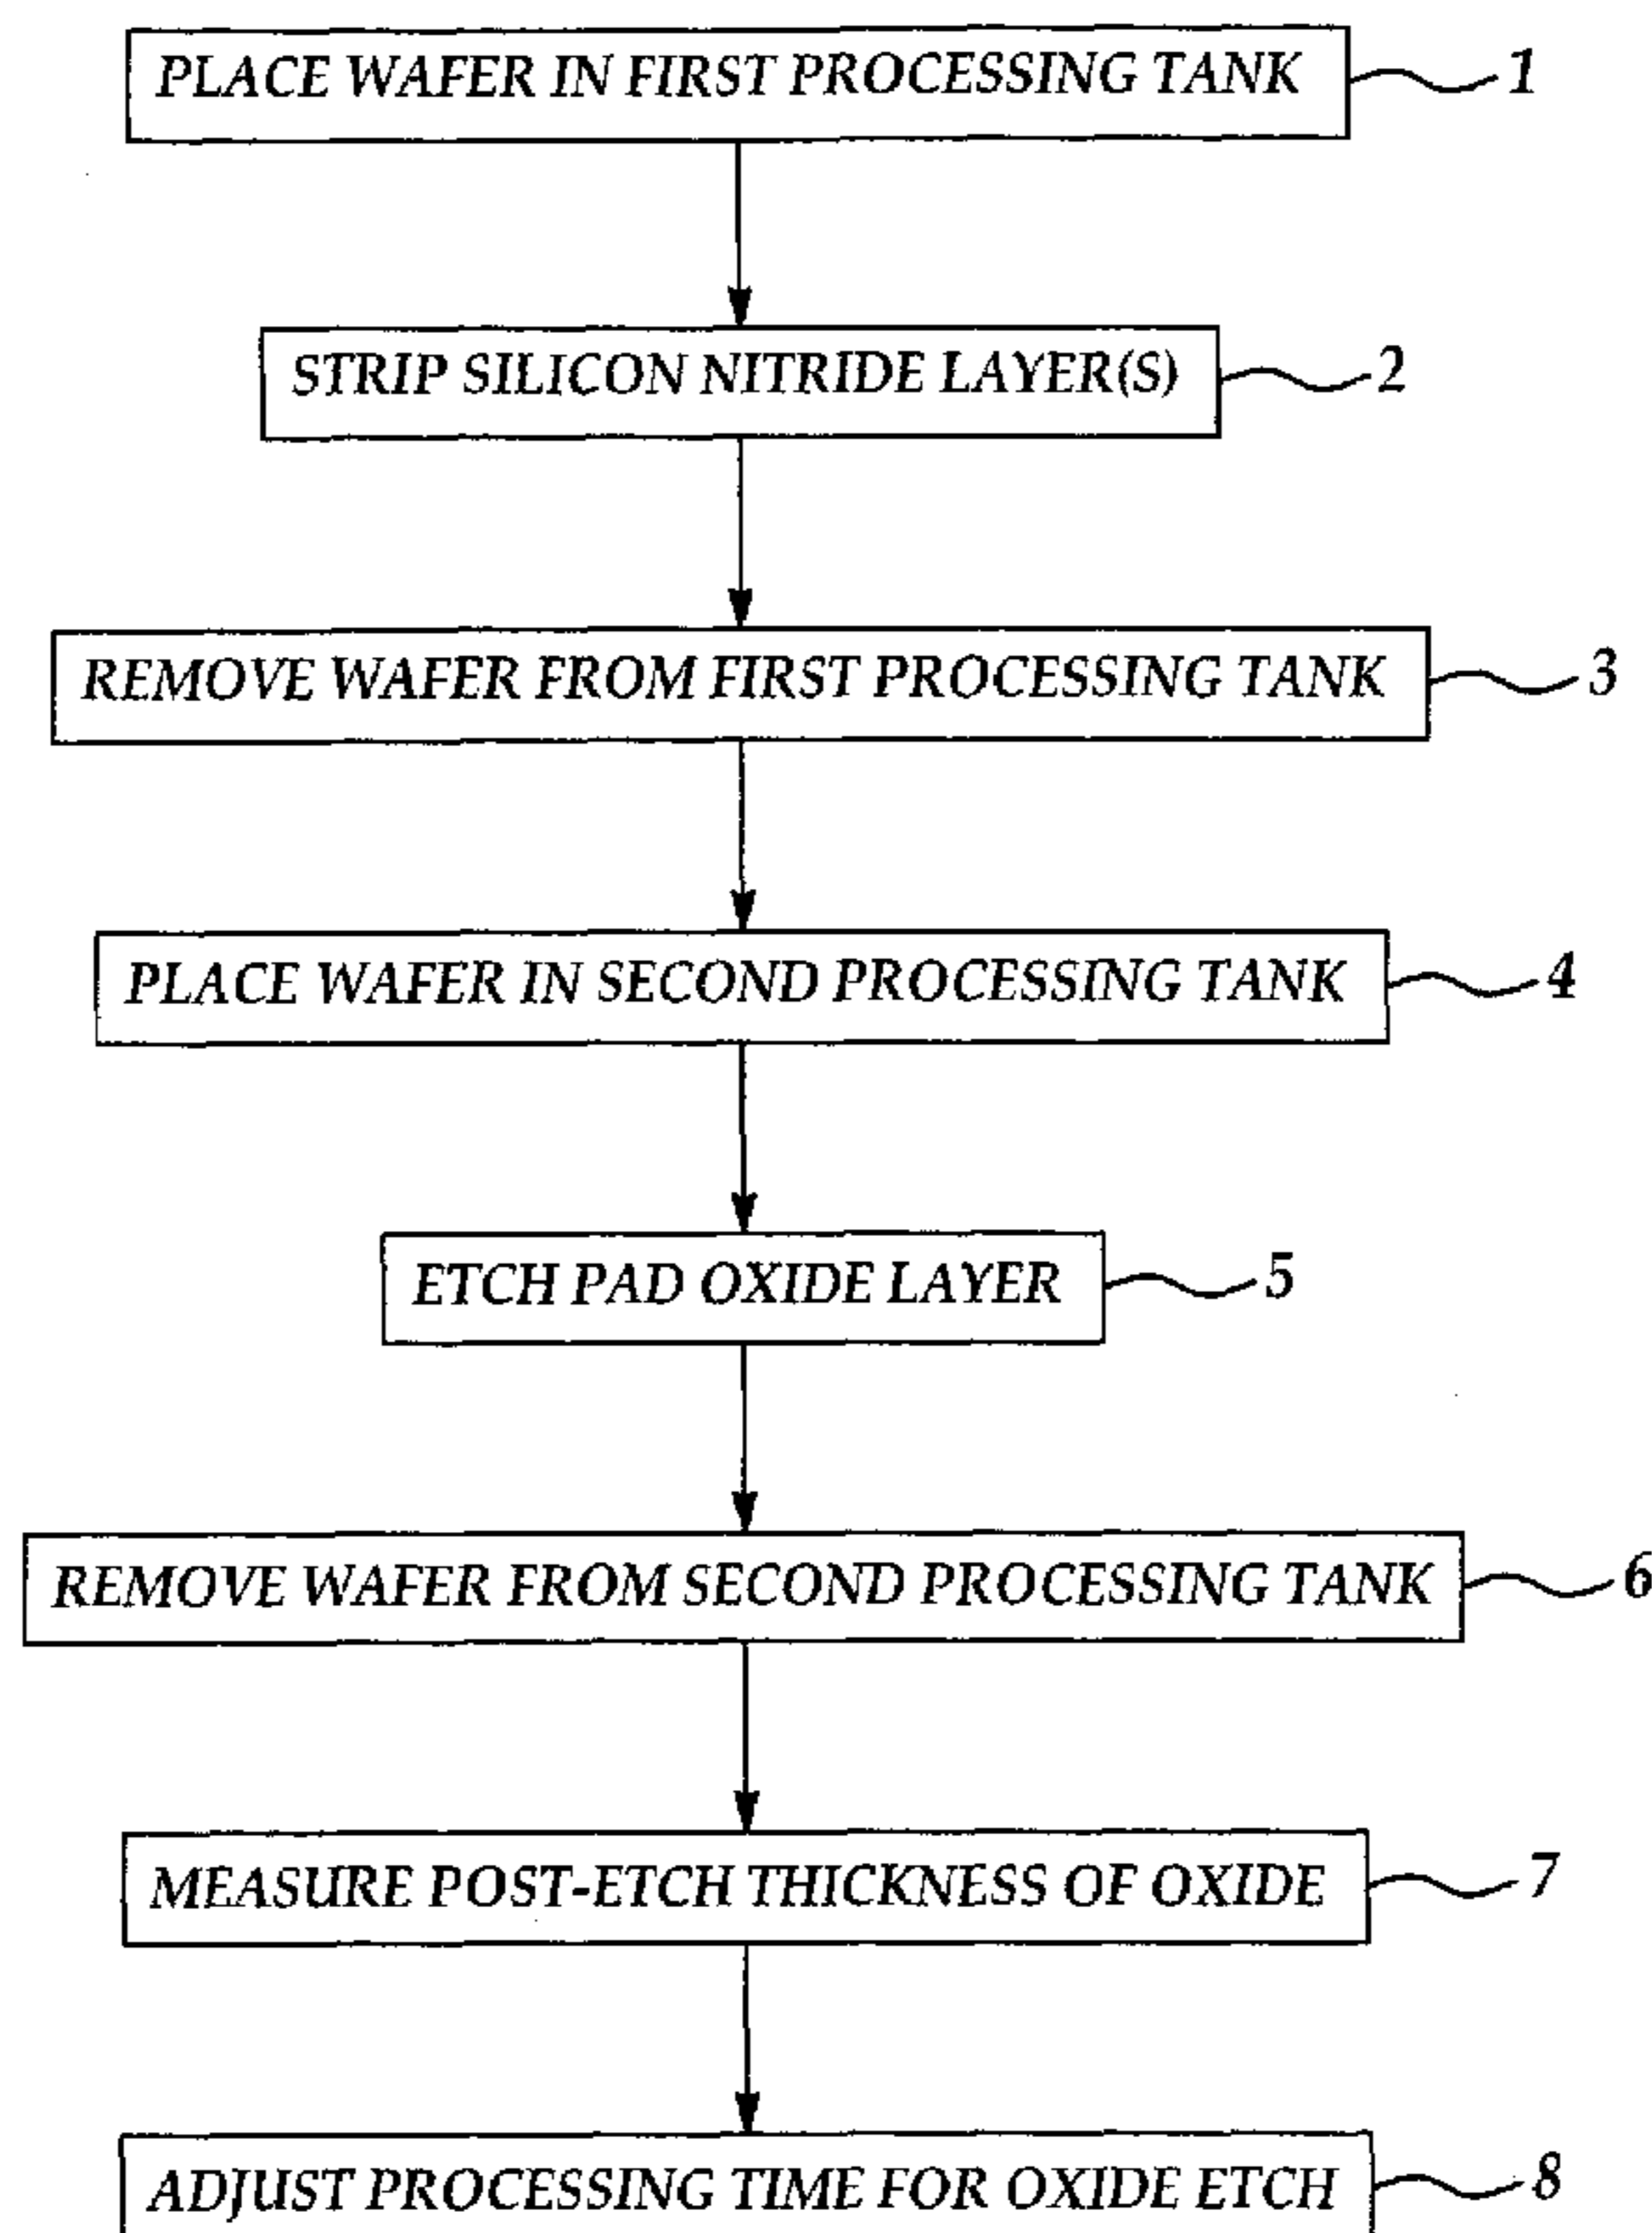 PLACE WAFER IN FIRST PROCESSING TANK 1
STRIP SILICON NITRIDE LAYER(S) 2
REMOVE WAFER FROM FIRST PROCESSING TANK 3
PLACE WAFER IN SECOND PROCESSING TANK 4
ETCH PAD OXIDE LAYER 5
REMOVE WAFER FROM SECOND PROCESSING TANK 6
MEASURE POST-ETCH THICKNESS OF OXIDE 7
ADJUST PROCESSING TIME FOR OXIDE ETCH 8